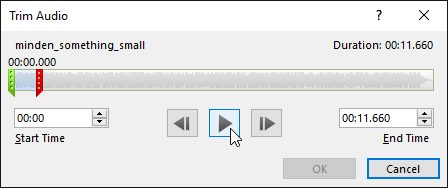 Trim Audio ?
minden_something_small Duration: 00:11.660
00:00.000
00:00 00:11.660
Start Time End Time
OK Cancel